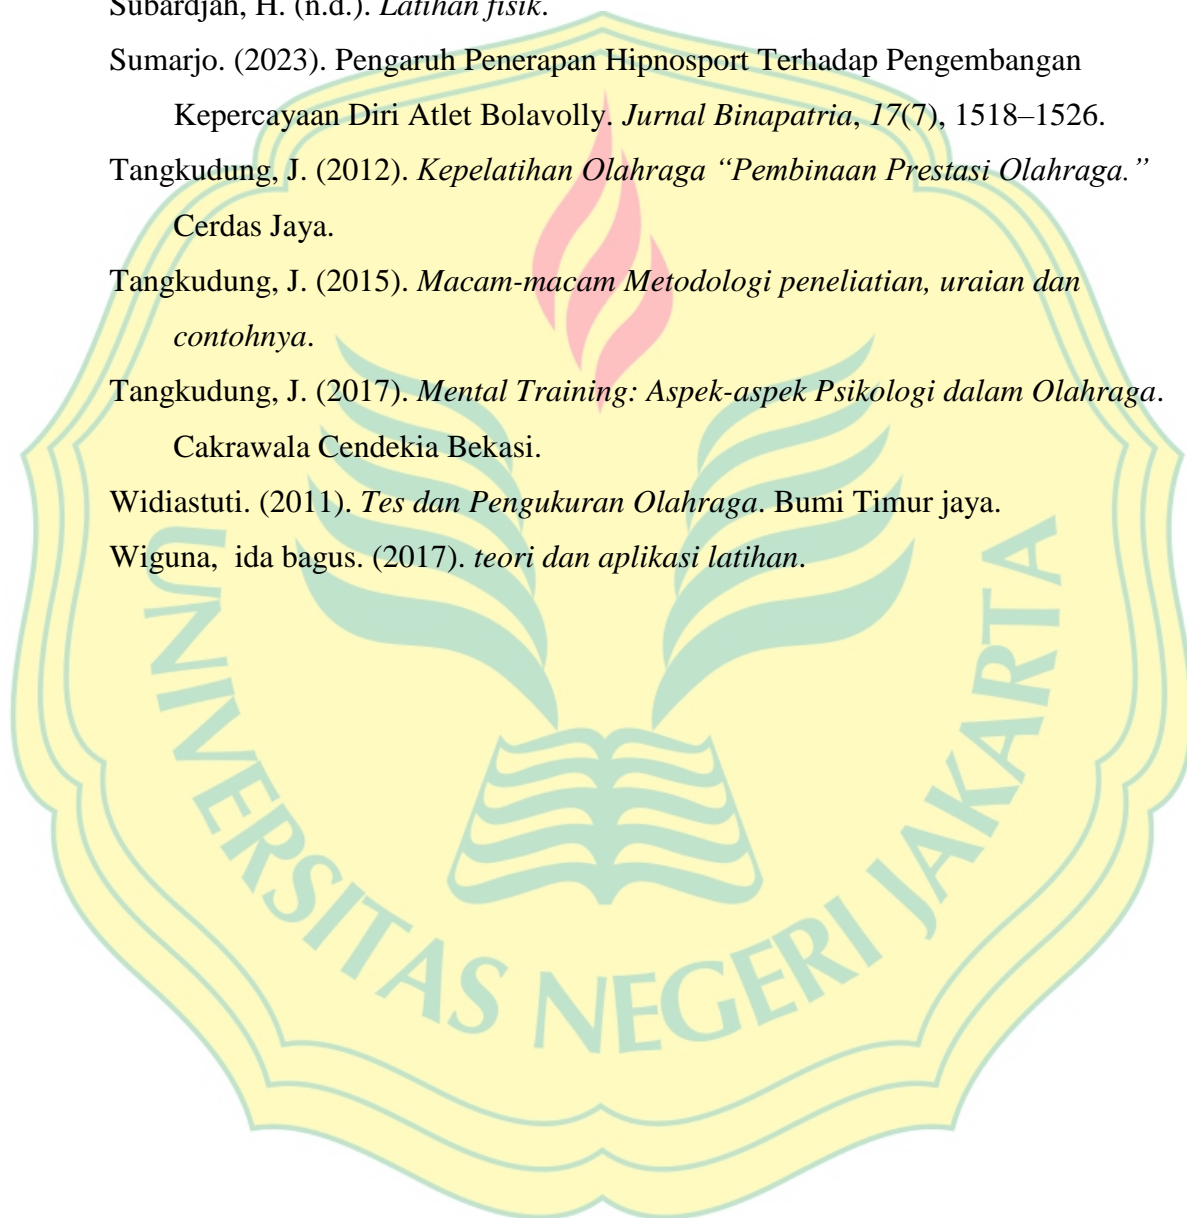 Subardjah, H. (n.d.). Latihan fisik.
Sumarjo. (2023). Pengaruh Penerapan Hipnosport Terhadap Pengembangan
Kepercayaan Diri Atlet Bolavolly. Jurnal Binapatria, 17(7), 1518–1526.
Tangkudung, J. (2012). Kepelatihan Olahraga “Pembinaan Prestasi Olahraga.”
Cerdas Jaya.
Tangkudung, J. (2015). Macam-macam Metodologi peneliatian, uraian dan
contohnya.
Tangkudung, J. (2017). Mental Training: Aspek-aspek Psikologi dalam Olahraga.
Cakrawala Cendekia Bekasi.
Widiastuti. (2011). Tes dan Pengukuran Olahraga. Bumi Timur jaya.
Wiguna,  ida bagus. (2017). teori dan aplikasi latihan.
UNIVERSITAS NEGERI JAKARTA